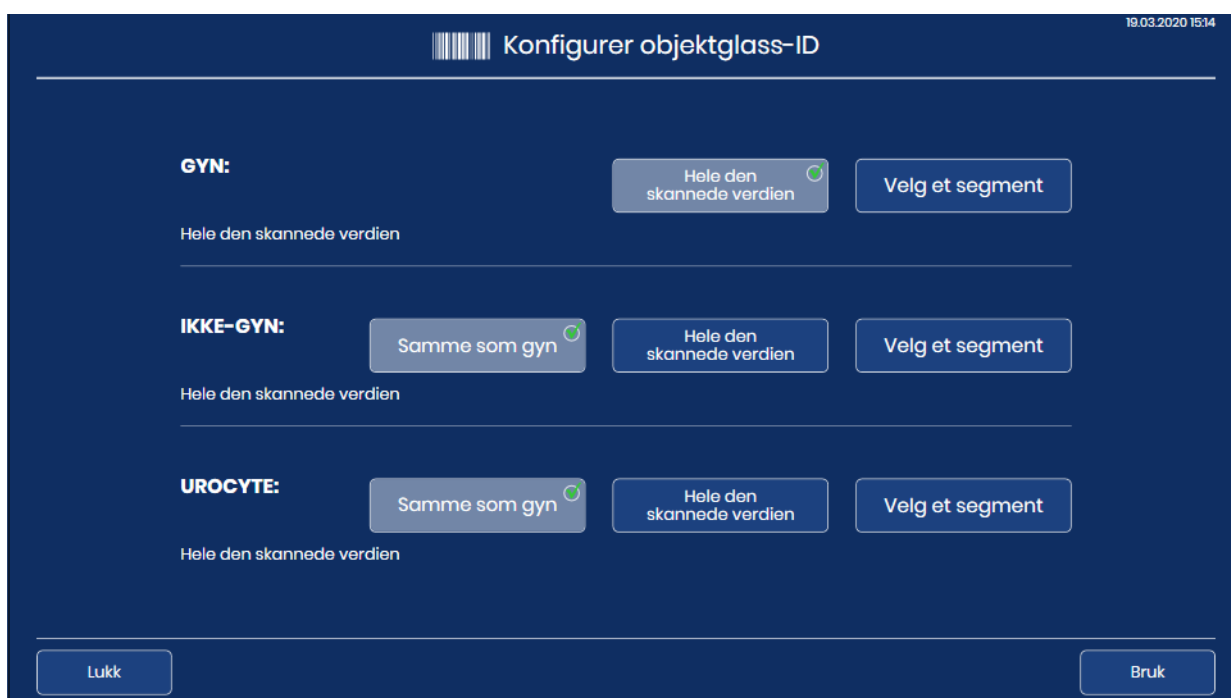 19.03.2020 15:14
Konfigurer objektglass-ID
GYN:
Hele den
skannede verdien
Velg et segment
Hele den skannede verdien
IKKE-GYN:
Samme som gyn
Hele den
skannede verdien
Velg et segment
Hele den skannede verdien
UROCYTE:
Samme som gyn
Hele den
skannede verdien
Velg et segment
Hele den skannede verdien
Lukk
Bruk